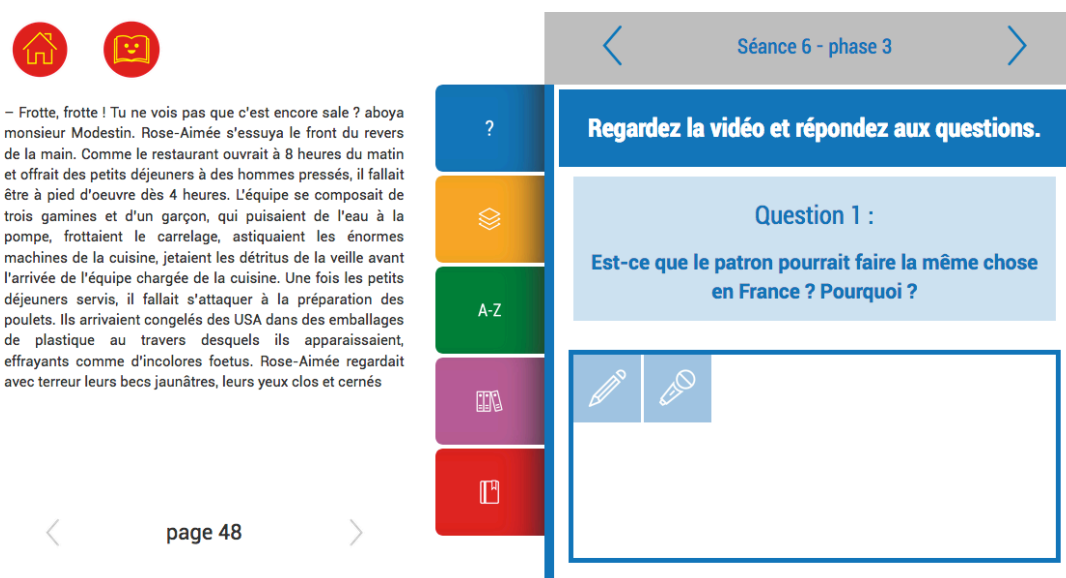 – Frotte, frotte ! Tu ne vois pas que c'est encore sale ? aboya
monsieur Modestin. Rose-Aimée s'essuya le front du revers
de la main. Comme le restaurant ouvrait à 8 heures du matin
et offrait des petits déjeuners à des hommes pressés, il fallait
être à pied d'oeuvre dès 4 heures. L'équipe se composait de
trois gamines et d'un garçon, qui puisaient de l'eau à la
pompe, frottaient le carrelage, astiquaient les énormes
machines de la cuisine, jetaient les détritus de la veille avant
l'arrivée de l'équipe chargée de la cuisine. Une fois les petits
déjeuners servis, il fallait s'attaquer à la préparation des
poulets. Ils arrivaient congelés des USA dans des emballages
de plastique au travers desquels ils apparaissaient,
effrayants comme d'incolores foetus. Rose-Aimée regardait
avec terreur leurs becs jaunâtres, leurs yeux clos et cernés
page 48
?
A-Z
Séance 6 - phase 3
Regardez la vidéo et répondez aux questions.
Question 1 :
Est-ce que le patron pourrait faire la même chose
en France ? Pourquoi ?